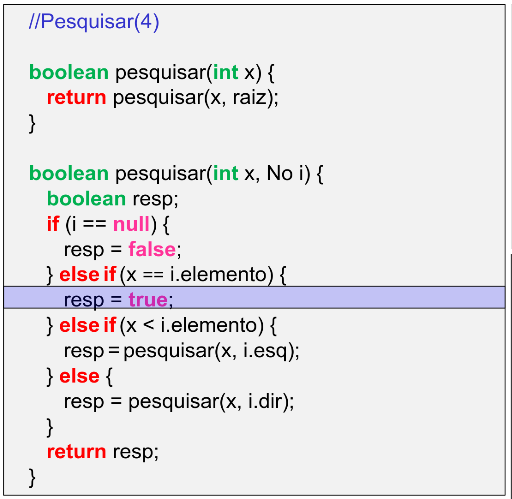 //Pesquisar(4)
boolean pesquisar(int x) {
return pesquisar(x, raiz);
}
boolean pesquisar(int x, No i) {
boolean resp;
if (i == null) {
resp = false;
} else if (x == i.elemento) {
resp = true;
} else if (x < i.elemento) {
resp = pesquisar(x, i.esq);
} else {
resp = pesquisar(x, i.dir);
}
return resp;
}